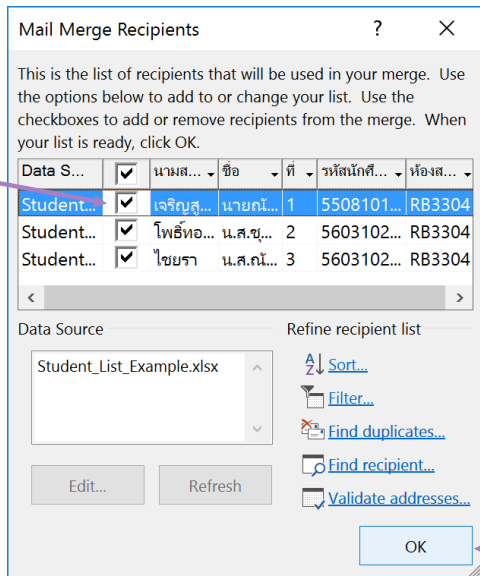 Mail Merge Recipients ? ×
This is the list of recipients that will be used in your merge. Use
the options below to add to or change your list. Use the
checkboxes to add or remove recipients from the merge. When
your list is ready, click OK.
Data S... นามส... ชื่อ ที่ รหัสนักศึ... ห้องส...
Student... เจริญสู... นายณั... 1 5508101... RB3304
Student... โพธิ์ทอ... น.ส.ชุ... 2 5603102... RB3304
Student... ไชยรา น.ส.ณั... 3 5603102... RB3304
Data Source Refine recipient list
Student_List_Example.xlsx
Sort...
Filter...
Find duplicates...
Find recipient...
Validate addresses...
Edit... Refresh
OK